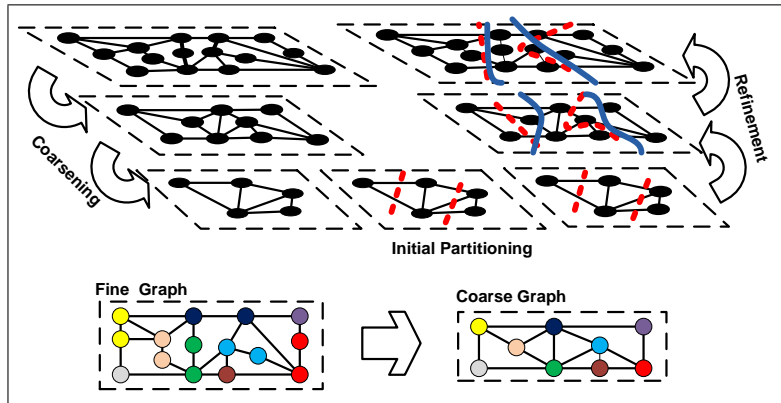 Coarsening
Refinement
Initial Partitioning
Fine Graph
Coarse Graph